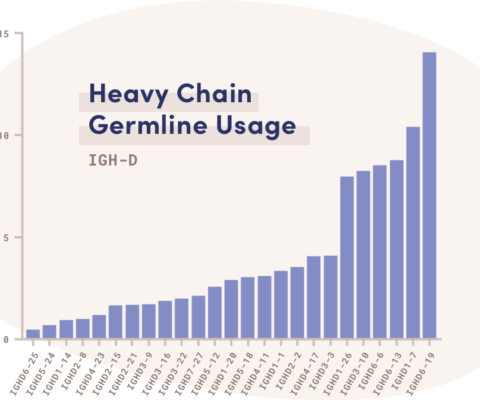 Heavy Chain
Germline Usage
IGH-D
15
10
5
0
IGHD6-25
IGHD5-24
IGHD1-14
IGHD2-8
IGHD4-23
IGHD2-15
IGHD2-21
IGHD3-9
IGHD3-16
IGHD3-22
IGHD7-27
IGHD5-12
IGHD1-20
IGHD5-18
IGHD4-11
IGHD1-1
IGHD2-2
IGHD4-17
IGHD3-3
IGHD1-26
IGHD3-10
IGHD6-6
IGHD6-13
IGHD1-7
IGHD6-19